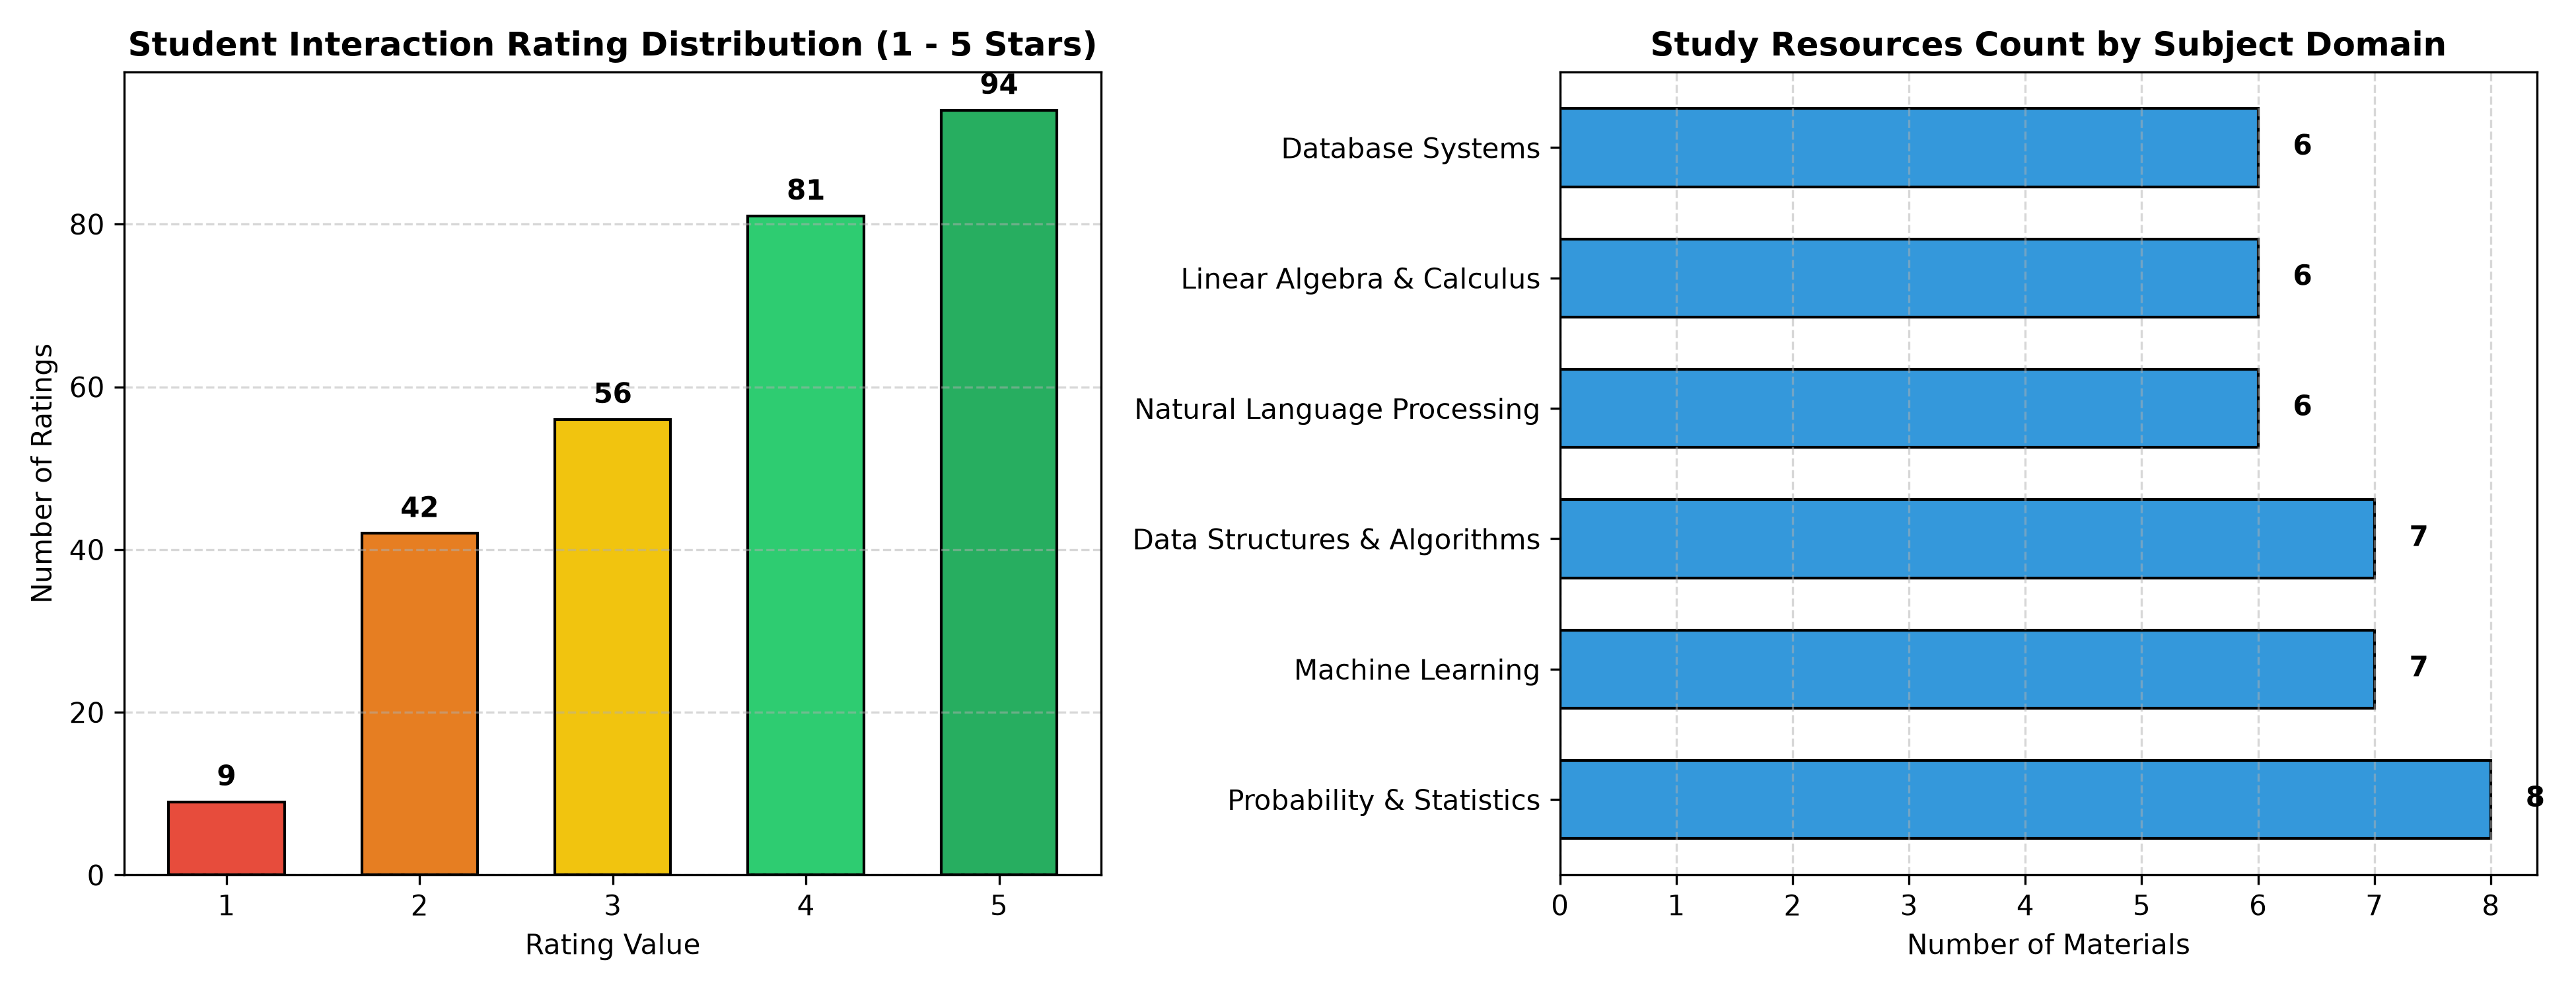 Student Interaction Rating Distribution (1 - 5 Stars)
94
81
80
Number of Ratings
60
56
42
40
20
9
0
1 2 3 4 5
Rating Value
Study Resources Count by Subject Domain
Database Systems 6
Linear Algebra & Calculus 6
Natural Language Processing 6
Data Structures & Algorithms 7
Machine Learning 7
Probability & Statistics 8
0 1 2 3 4 5 6 7 8
Number of Materials